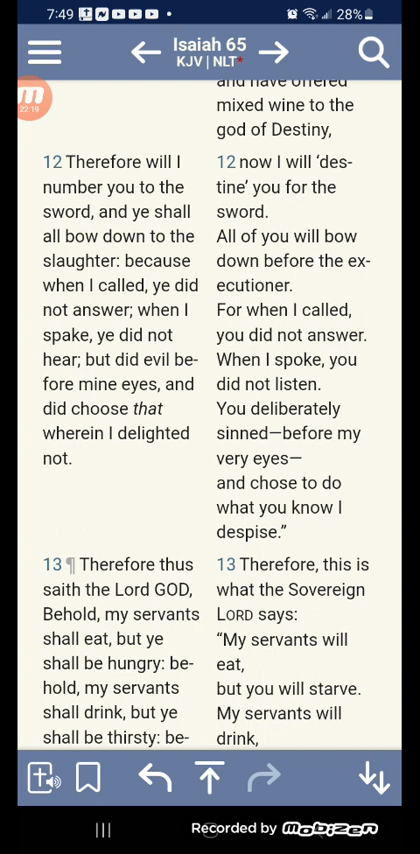 7:49
28%
Isaiah 65
KJV | NLT*
22:19
and have offered
mixed wine to the
god of Destiny,
12 Therefore will I
number you to the
sword, and ye shall
all bow down to the
slaughter: because
when I called, ye did
not answer; when I
spake, ye did not
hear; but did evil be-
fore mine eyes, and
did choose that
wherein I delighted
not.
12 now I will ‘des-
tine’ you for the
sword.
All of you will bow
down before the ex-
ecutioner.
For when I called,
you did not answer.
When I spoke, you
did not listen.
You deliberately
sinned—before my
very eyes—
and chose to do
what you know I
despise.”
13 ¶ Therefore thus
saith the Lord GOD,
Behold, my servants
shall eat, but ye
shall be hungry: be-
hold, my servants
shall drink, but ye
shall be thirsty: be-
13 Therefore, this is
what the Sovereign
LORD says:
“My servants will
eat,
but you will starve.
My servants will
drink,
Recorded by mobizen